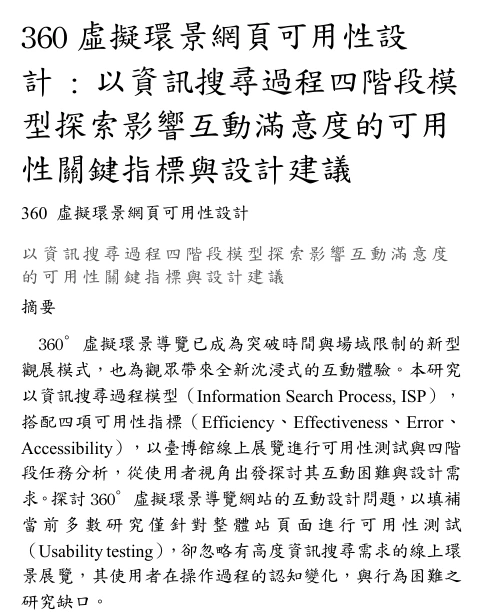 360 虛擬環景網頁可用性設
計 ：以資訊搜尋過程四階段模
型探索影響互動滿意度的可用
性關鍵指標與設計建議
360 虛擬環景網頁可用性設計
以資訊搜尋過程四階段模型探索影響互動滿意度
的可用性關鍵指標與設計建議
摘要
360°虛擬環景導覽已成為突破時間與場域限制的新型
觀展模式，也為觀眾帶來全新沈浸式的互動體驗。本研究
以資訊搜尋過程模型（Information Search Process, ISP），
搭配四項可用性指標（Efficiency、Effectiveness、Error、
Accessibility），以臺博館線上展覽進行可用性測試與四階
段任務分析，從使用者視角出發探討其互動困難與設計需
求。探討 360°虛擬環景導覽網站的互動設計問題，以填補
當前多數研究僅針對整體站頁面進行可用性測試
（Usability testing），卻忽略有高度資訊搜尋需求的線上環
景展覽，其使用者在操作過程的認知變化，與行為困難之
研究缺口。